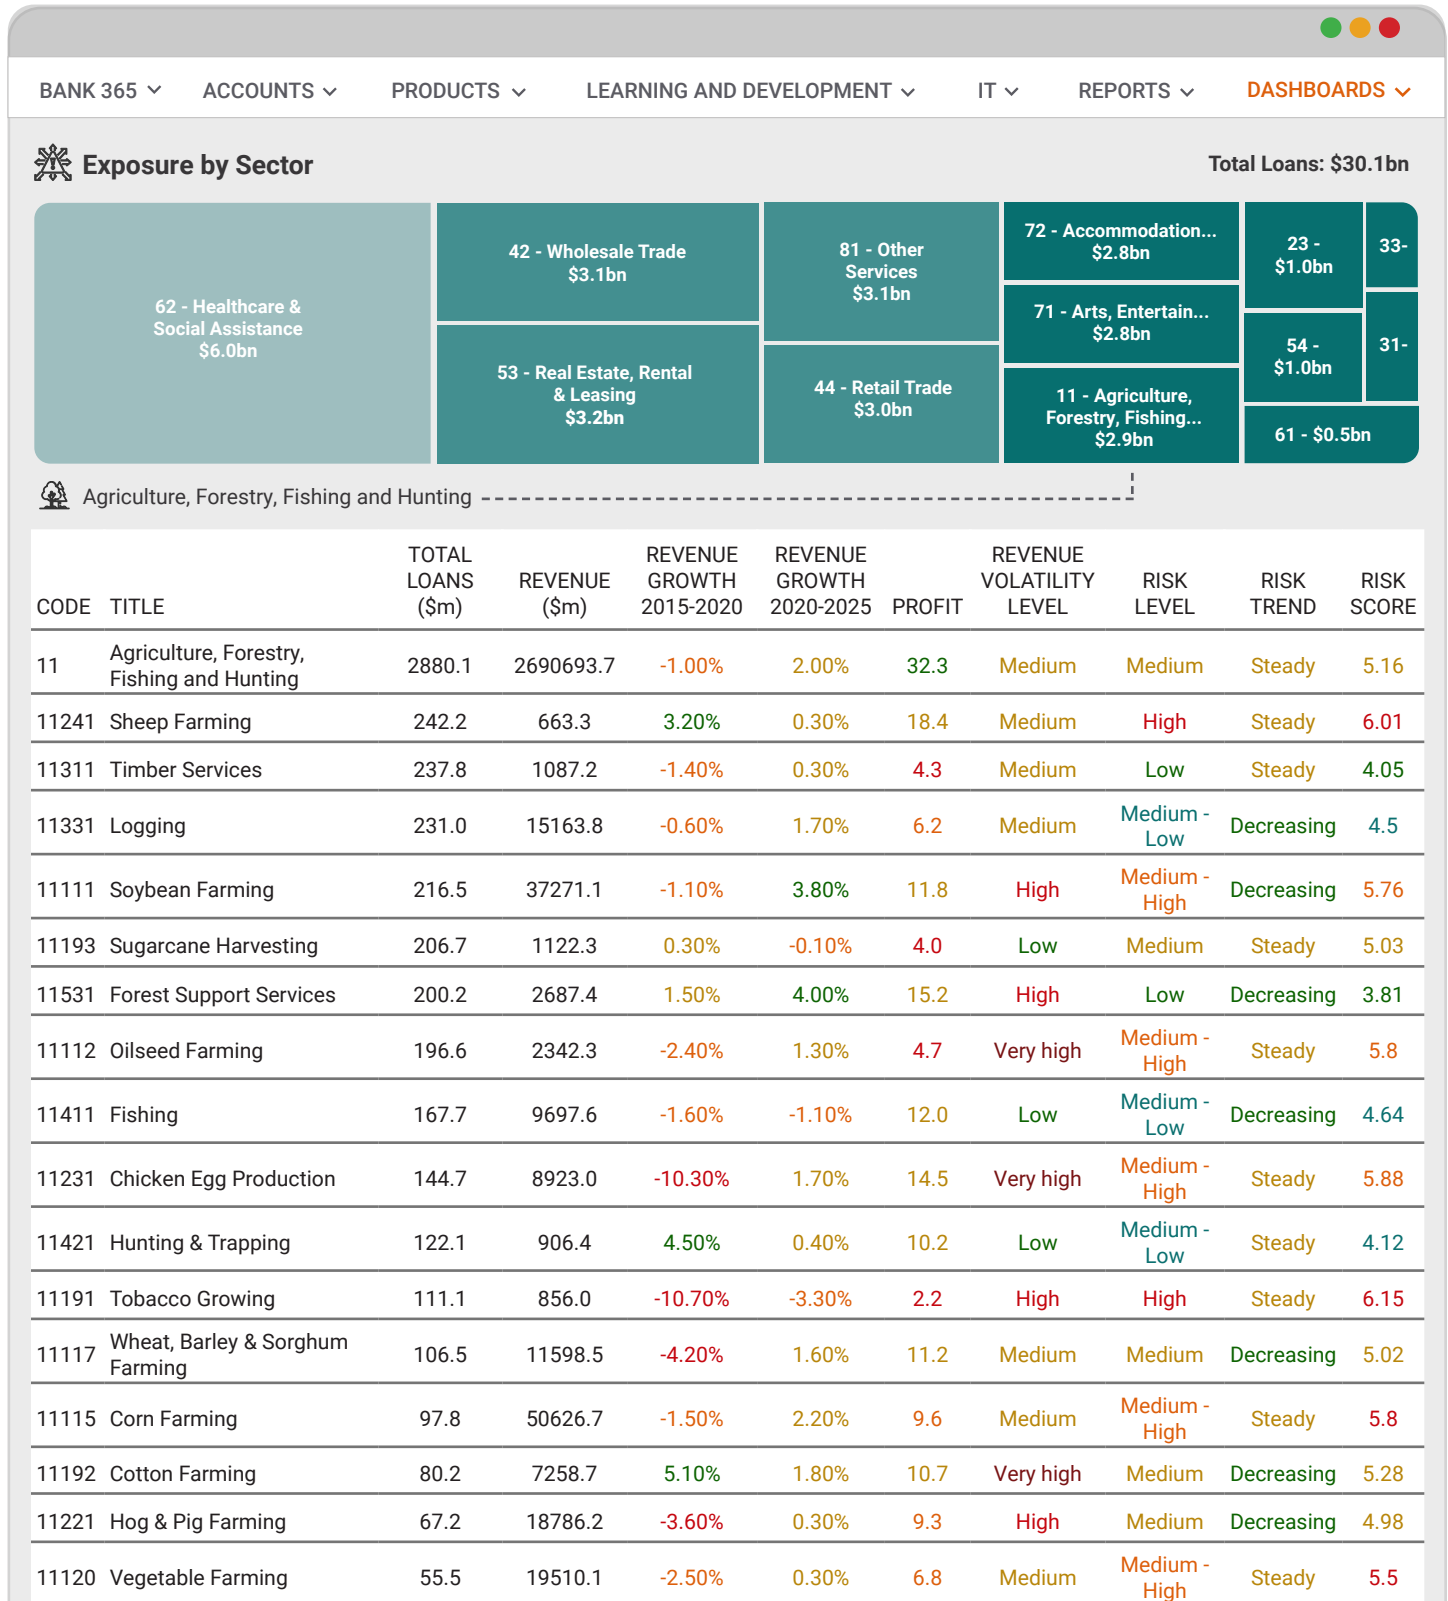 BANK 365 ACCOUNTS PRODUCTS LEARNING AND DEVELOPMENT IT REPORTS DASHBOARDS
Exposure by Sector
Total Loans: $30.1bn
62 - Healthcare &
Social Assistance
$6.0bn
42 - Wholesale Trade
$3.1bn
53 - Real Estate, Rental
& Leasing
$3.2bn
81 - Other
Services
$3.1bn
44 - Retail Trade
$3.0bn
72 - Accommodation...
$2.8bn
71 - Arts, Entertain...
$2.8bn
11 - Agriculture,
Forestry, Fishing...
$2.9bn
23 -
$1.0bn
33-
54 -
$1.0bn
31-
61 - $0.5bn
Agriculture, Forestry, Fishing and Hunting
CODE
TITLE
TOTAL
LOANS
($m)
REVENUE
($m)
REVENUE
GROWTH
2015-2020
REVENUE
GROWTH
2020-2025
PROFIT
REVENUE
VOLATILITY
LEVEL
RISK
LEVEL
RISK
TREND
RISK
SCORE
11 Agriculture, Forestry,
Fishing and Hunting 2880.1 2690693.7 -1.00% 2.00% 32.3 Medium Medium Steady 5.16
11241 Sheep Farming 242.2 663.3 3.20% 0.30% 18.4 Medium High Steady 6.01
11311 Timber Services 237.8 1087.2 -1.40% 0.30% 4.3 Medium Low Steady 4.05
11331 Logging 231.0 15163.8 -0.60% 1.70% 6.2 Medium Medium -
Low Decreasing 4.5
11111 Soybean Farming 216.5 37271.1 -1.10% 3.80% 11.8 High Medium -
High Decreasing 5.76
11193 Sugarcane Harvesting 206.7 1122.3 0.30% -0.10% 4.0 Low Medium Steady 5.03
11531 Forest Support Services 200.2 2687.4 1.50% 4.00% 15.2 High Low Decreasing 3.81
11112 Oilseed Farming 196.6 2342.3 -2.40% 1.30% 4.7 Very high Medium -
High Steady 5.8
11411 Fishing 167.7 9697.6 -1.60% -1.10% 12.0 Low Medium -
Low Decreasing 4.64
11231 Chicken Egg Production 144.7 8923.0 -10.30% 1.70% 14.5 Very high Medium -
High Steady 5.88
11421 Hunting & Trapping 122.1 906.4 4.50% 0.40% 10.2 Low Medium -
Low Steady 4.12
11191 Tobacco Growing 111.1 856.0 -10.70% -3.30% 2.2 High High Steady 6.15
11117 Wheat, Barley & Sorghum
Farming 106.5 11598.5 -4.20% 1.60% 11.2 Medium Medium Decreasing 5.02
11115 Corn Farming 97.8 50626.7 -1.50% 2.20% 9.6 Medium Medium -
High Steady 5.8
11192 Cotton Farming 80.2 7258.7 5.10% 1.80% 10.7 Very high Medium Decreasing 5.28
11221 Hog & Pig Farming 67.2 18786.2 -3.60% 0.30% 9.3 High Medium Decreasing 4.98
11120 Vegetable Farming 55.5 19510.1 -2.50% 0.30% 6.8 Medium Medium -
High Steady 5.5